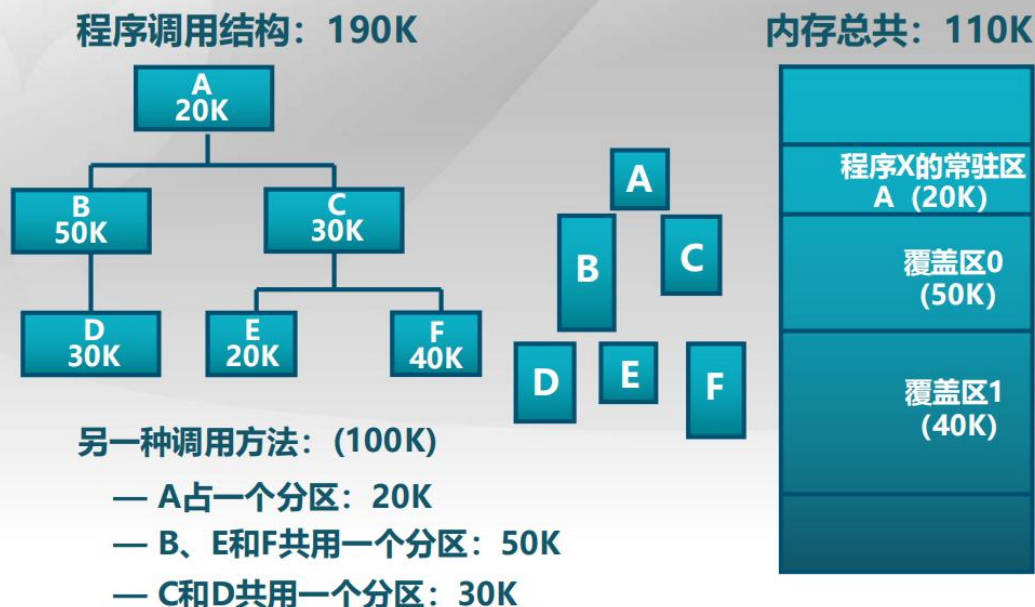 程序调用结构：190K
内存总共：110K
A
20K
B
50K
C
30K
D
30K
E
20K
F
40K
A
B
C
D
E
F
程序X的常驻区
A (20K)
覆盖区0
(50K)
覆盖区1
(40K)
另一种调用方法：(100K)
— A占一个分区：20K
— B、E和F共用一个分区：50K
— C和D共用一个分区：30K